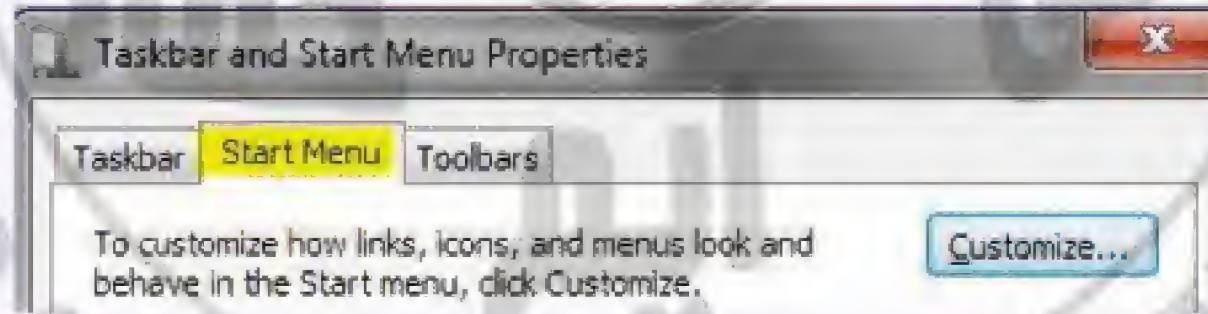 Taskbar and Start Menu Properties
Taskbar Start Menu Toolbars
To customize how links, icons, and menus look and
behave in the Start menu, click Customize.
Customize...